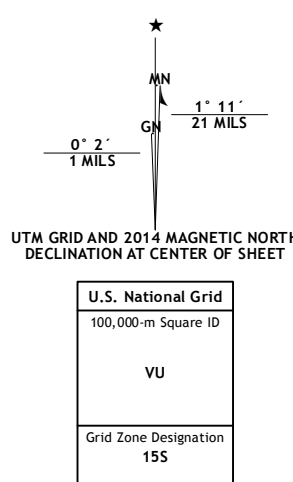 MN
GN
1° 11´
21 MILS
0° 2´
1 MILS
UTM GRID AND 2014 MAGNETIC NORTH
DECLINATION AT CENTER OF SHEET
U.S. National Grid
100,000-m Square ID
VU
Grid Zone Designation
15S